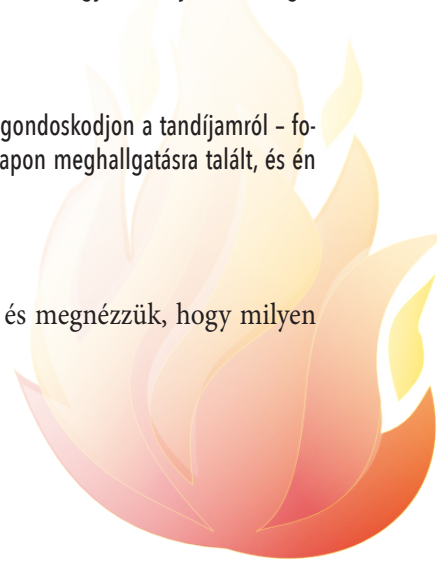 gondoskodjon a tandíjamról – fo-
apon meghallgatásra talált, és én
és megnézzük, hogy milyen